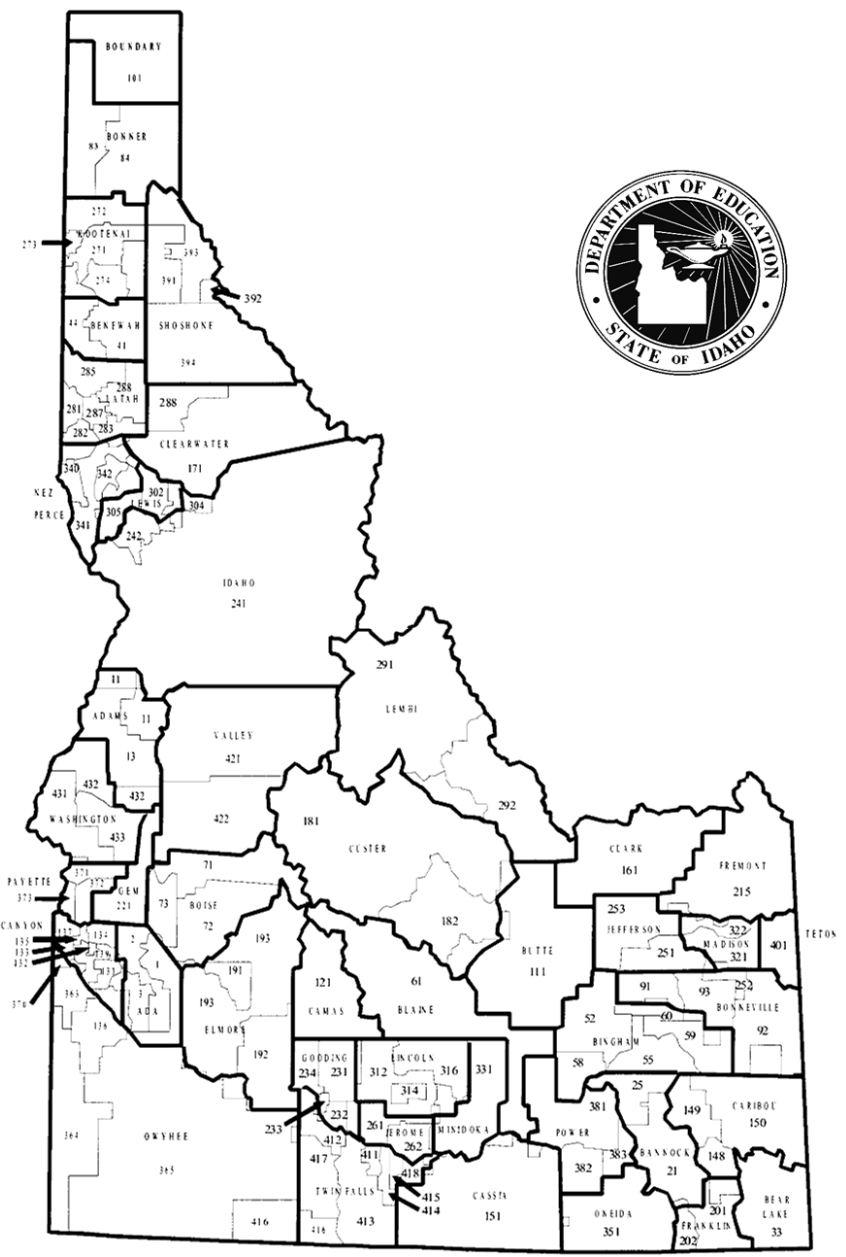 BOUNDARY
101
BONNER
83
84
DEPARTMENT OF EDUCATION
STATE OF IDAHO
272
KOOTENAI
273
271
393
274
391
392
44
BENEWAH
SHOSHONE
41
394
285
288
LATAH
288
281
287
282
283
CLEARWATER
171
340
342
NEZ
PERCE
302
LEWIS
304
305
341
242
IDAHO
241
291
LEMHI
11
ADAMS
11
VALLEY
421
13
432
432
431
WASHINGTON
433
422
292
181
CUSTER
CLARK
161
FREMONT
215
371
372
PAYETTE
373
GEM
221
71
73
BOISE
72
182
CANYON
137
134
135
133
132
139
131
2
1
3
ADA
193
191
193
ELMORE
192
BUTTE
111
253
JEFFERSON
251
322
MADISON
321
401
TETON
370
363
136
121
CAMAS
61
BLAINE
91
93
252
BONNEVILLE
92
52
60
59
BINGHAM
55
58
GOODING
234
231
LINCOLN
312
316
314
331
233
232
261
JEROME
262
MINIDOKA
25
381
POWER
383
382
149
CARIBOU
150
148
BANNOCK
21
364
OWYHEE
365
412
417
411
418
415
414
TWIN FALLS
413
416
416
CASSIA
151
ONEIDA
351
201
FRANKLIN
202
BEAR
LAKE
33